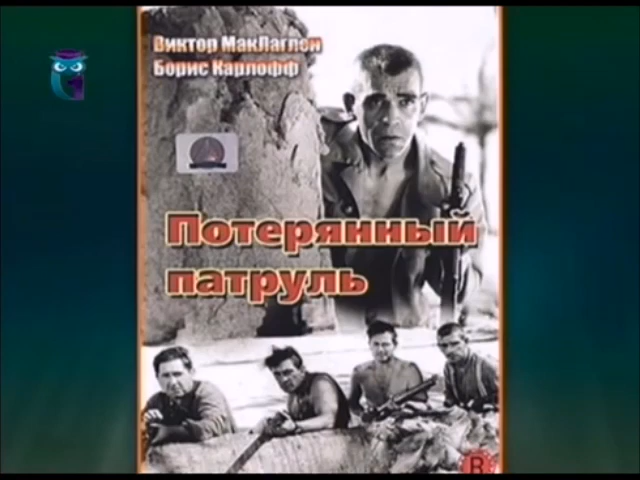 Виктор МакЛаглен
Борис Карлофф
Потерянный
патруль
R